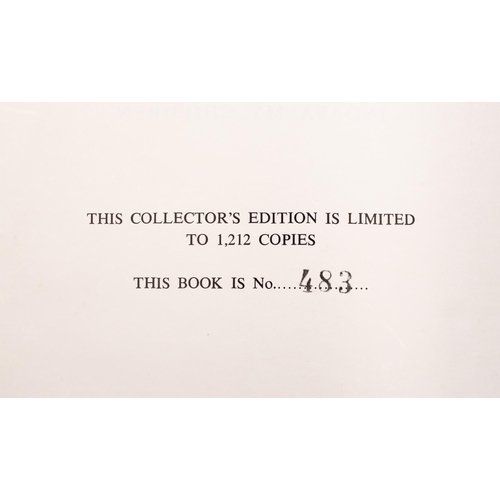 THIS COLLECTOR'S EDITION IS LIMITED
TO 1,212 COPIES
THIS BOOK IS No.....483...